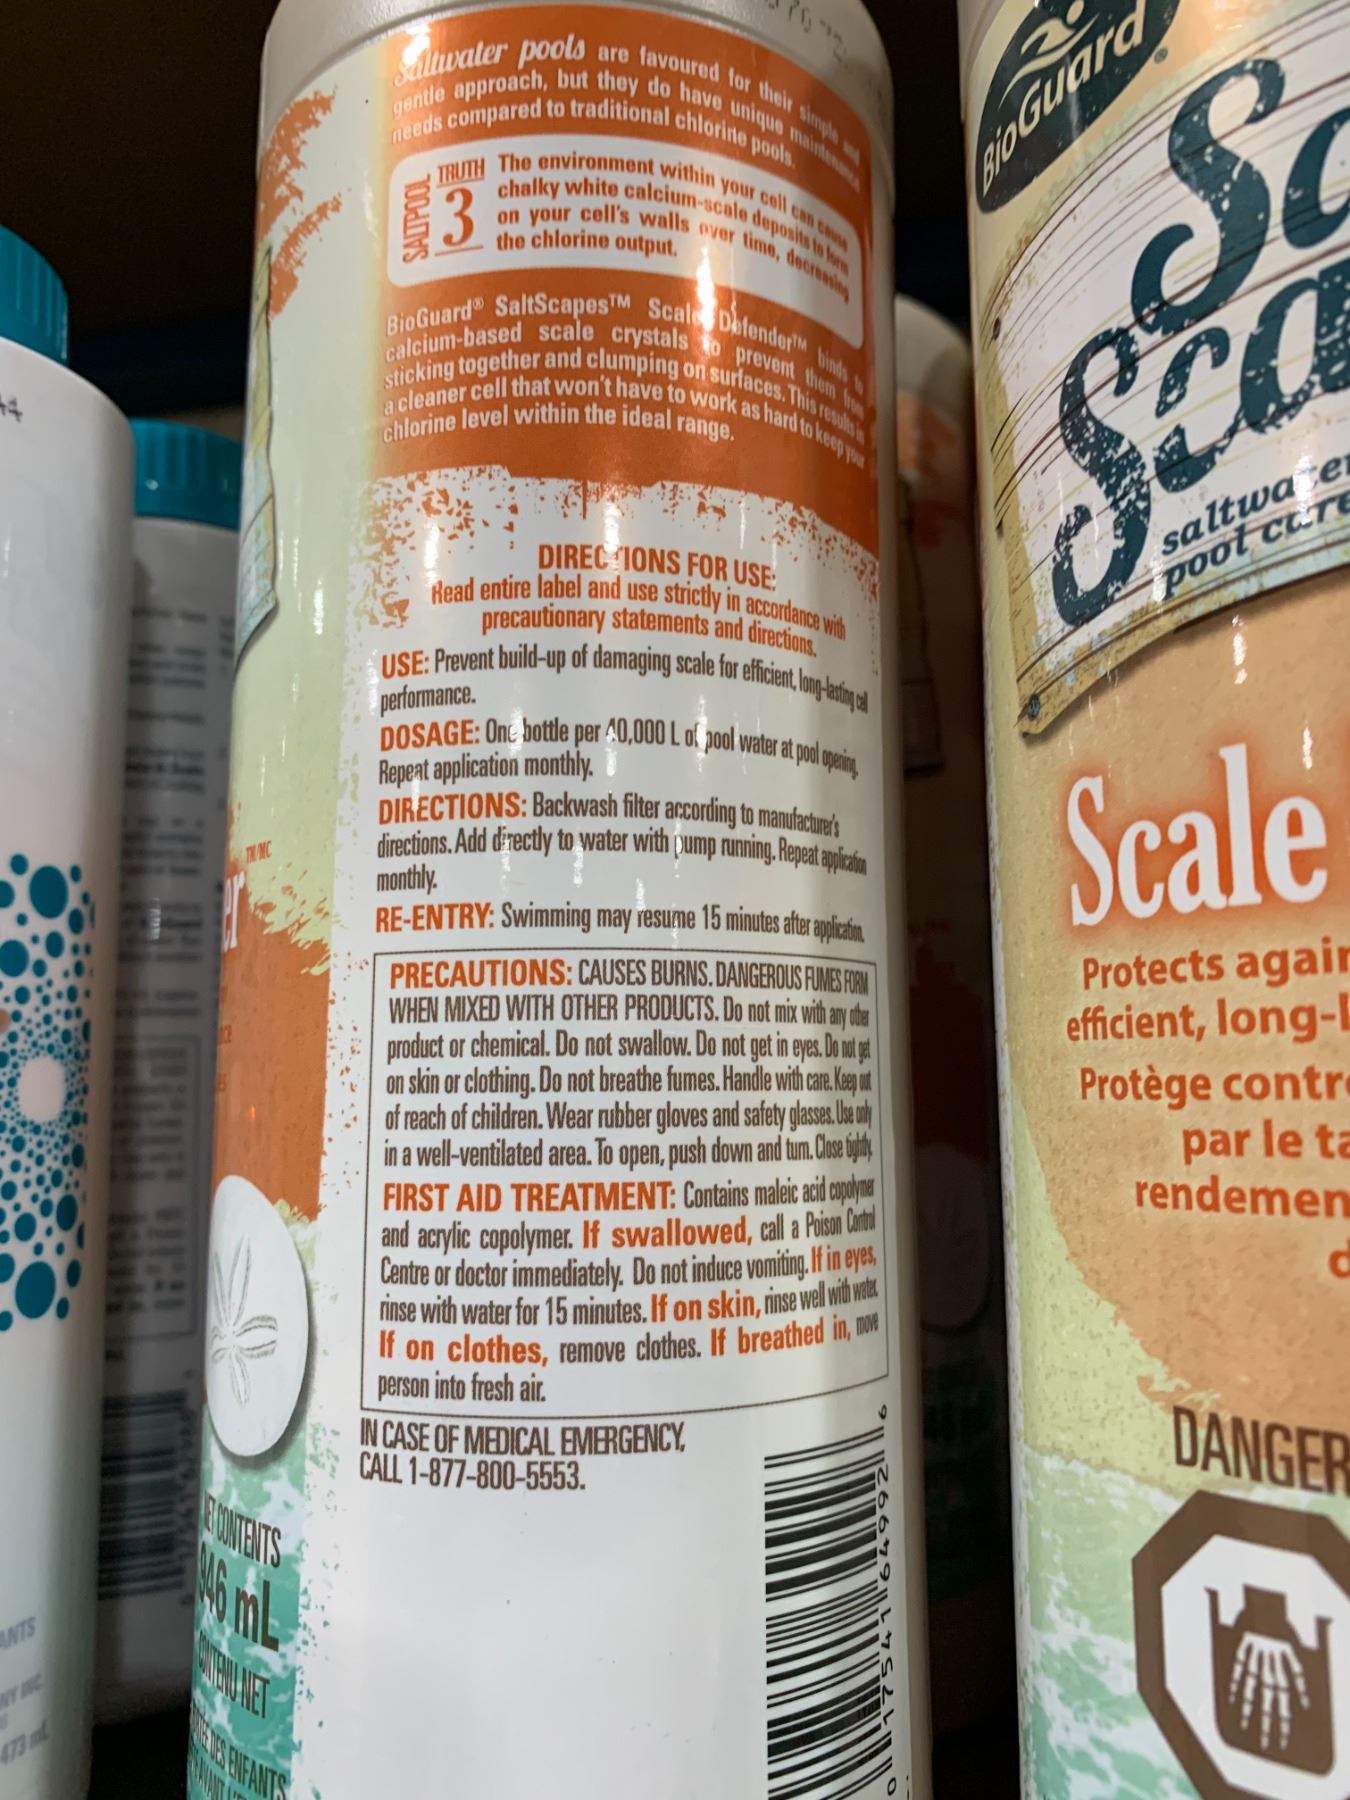 Saltwater pools are favoured for their simple and
gentle approach, but they do have unique maintenance
needs compared to traditional chlorine pools.
SALTPOOL
TRUTH
3
The environment within your cell can cause
chalky white calcium-scale deposits to form
on your cell's walls over time, decreasing
the chlorine output.
BioGuard® SaltScapes™ Scale Defender™ binds to
calcium-based scale crystals to prevent them from
sticking together and clumping on surfaces. This results in
a cleaner cell that won't have to work as hard to keep your
chlorine level within the ideal range.
DIRECTIONS FOR USE:
Read entire label and use strictly in accordance with
precautionary statements and directions.
USE: Prevent build-up of damaging scale for efficient, long-lasting cell
performance.
DOSAGE: One bottle per 40,000 L of pool water at pool opening.
Repeat application monthly.
DIRECTIONS: Backwash filter according to manufacturer's
directions. Add directly to water with pump running. Repeat application
monthly.
RE-ENTRY: Swimming may resume 15 minutes after application.
PRECAUTIONS: CAUSES BURNS. DANGEROUS FUMES FORM
WHEN MIXED WITH OTHER PRODUCTS. Do not mix with any other
product or chemical. Do not swallow. Do not get in eyes. Do not get
on skin or clothing. Do not breathe fumes. Handle with care. Keep out
of reach of children. Wear rubber gloves and safety glasses. Use only
in a well-ventilated area. To open, push down and turn. Close tightly.
FIRST AID TREATMENT: Contains maleic acid copolymer
and acrylic copolymer. If swallowed, call a Poison Control
Centre or doctor immediately. Do not induce vomiting. If in eyes,
rinse with water for 15 minutes. If on skin, rinse well with water.
If on clothes, remove clothes. If breathed in, move
person into fresh air.
IN CASE OF MEDICAL EMERGENCY,
CALL 1-877-800-5553.
0 17541 64992 6
er ™/MC
NET CONTENTS
946 mL
CONTENU NET
DES ENFANTS
473 mL
BioGuard®
Sa
Sca
saltwater
pool care
Scale
Protects again
efficient, long-l
Protège contre
par le ta
rendemen
d
DANGER